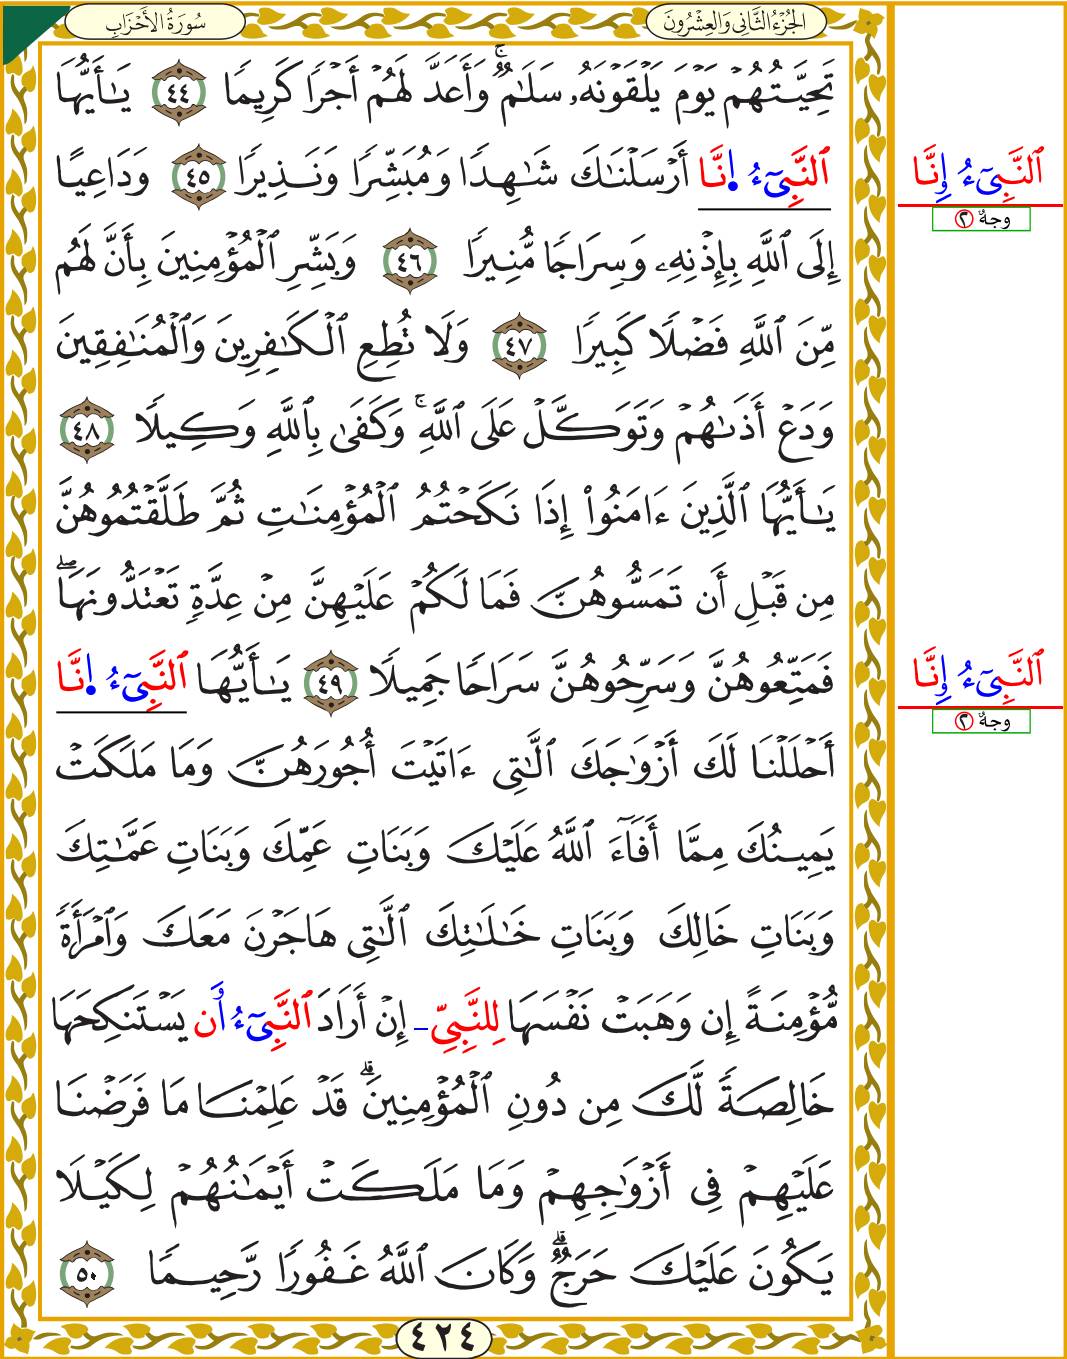 سُورَةُ الأَحْزَابِ
الجُزْءُ الثَّانِي وَالعِشْرُونَ
تَحِيَّتُهُمْ يَوْمَ يَلْقَوْنَهُۥ سَلَٰمٌۚ وَأَعَدَّ لَهُمْ أَجْرًا كَرِيمًا ٤٤ يَٰٓأَيُّهَا
ٱلنَّبِيٓءُ اِ۪نَّا أَرْسَلْنَٰكَ شَٰهِدًا وَمُبَشِّرًا وَنَذِيرًا ٤٥ وَدَاعِيًا
إِلَى ٱللَّهِ بِإِذْنِهِۦ وَسِرَاجًا مُّنِيرًا ٤٦ وَبَشِّرِ ٱلْمُؤْمِنِينَ بِأَنَّ لَهُم
مِّنَ ٱللَّهِ فَضْلًا كَبِيرًا ٤٧ وَلَا تُطِعِ ٱلْكَٰفِرِينَ وَٱلْمُنَٰفِقِينَ
وَدَعْ أَذَىٰهُمْ وَتَوَكَّلْ عَلَى ٱللَّهِۚ وَكَفَىٰ بِٱللَّهِ وَكِيلًا ٤٨
يَٰٓأَيُّهَا ٱلَّذِينَ ءَامَنُوٓا۟ إِذَا نَكَحْتُمُ ٱلْمُؤْمِنَٰتِ ثُمَّ طَلَّقْتُمُوهُنَّ
مِن قَبْلِ أَن تَمَسُّوهُنَّ فَمَا لَكُمْ عَلَيْهِنَّ مِنْ عِدَّةٍ تَعْتَدُّونَهَاۖ
فَمَتِّعُوهُنَّ وَسَرِّحُوهُنَّ سَرَاحًا جَمِيلًا ٤٩ يَٰٓأَيُّهَا ٱلنَّبِيٓءُ اِ۪نَّا
أَحْلَلْنَا لَكَ أَزْوَٰجَكَ ٱلَّٰتِىٓ ءَاتَيْتَ أُجُورَهُنَّ وَمَا مَلَكَتْ
يَمِينُكَ مِمَّآ أَفَآءَ ٱللَّهُ عَلَيْكَ وَبَنَاتِ عَمِّكَ وَبَنَاتِ عَمَّٰتِكَ
وَبَنَاتِ خَالِكَ وَبَنَاتِ خَٰلَٰتِكَ ٱلَّٰتِى هَاجَرْنَ مَعَكَ وَٱمْرَأَةً
مُّؤْمِنَةً إِن وَهَبَتْ نَفْسَهَا لِلنَّبِيِّ إِنْ أَرَادَ ٱلنَّبِيٓءُ اَ۬ن يَسْتَنكِحَهَا
خَالِصَةً لَّكَ مِن دُونِ ٱلْمُؤْمِنِينَۗ قَدْ عَلِمْنَا مَا فَرَضْنَا
عَلَيْهِمْ فِىٓ أَزْوَٰجِهِمْ وَمَا مَلَكَتْ أَيْمَٰنُهُمْ لِكَيْلَا
يَكُونَ عَلَيْكَ حَرَجٌۗ وَكَانَ ٱللَّهُ غَفُورًا رَّحِيمًا ٥٠
٤٢٤
ٱلنَّبِيٓءُ وِنَّا
وجهٌ ٢
ٱلنَّبِيٓءُ وِنَّا
وجهٌ ٢